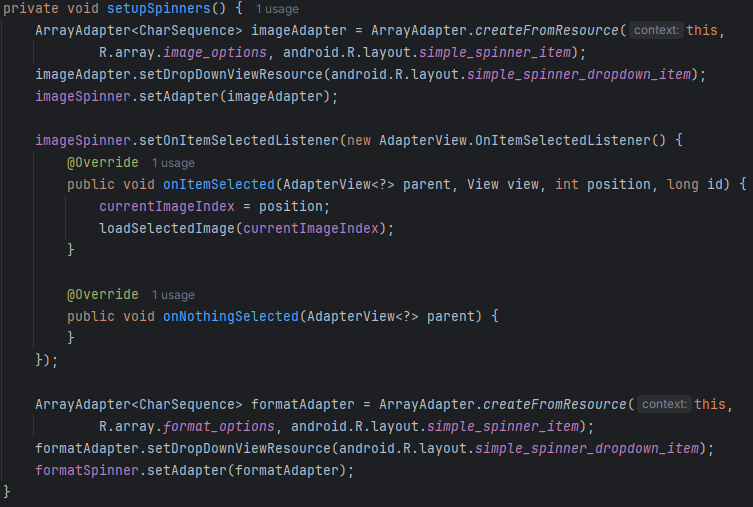 private void setupSpinners() { 1 usage
    ArrayAdapter<CharSequence> imageAdapter = ArrayAdapter.createFromResource( context: this,
            R.array.image_options, android.R.layout.simple_spinner_item);
    imageAdapter.setDropDownViewResource(android.R.layout.simple_spinner_dropdown_item);
    imageSpinner.setAdapter(imageAdapter);

    imageSpinner.setOnItemSelectedListener(new AdapterView.OnItemSelectedListener() {
        @Override 1 usage
        public void onItemSelected(AdapterView<?> parent, View view, int position, long id) {
            currentImageIndex = position;
            loadSelectedImage(currentImageIndex);
        }

        @Override 1 usage
        public void onNothingSelected(AdapterView<?> parent) {
        }
    });

    ArrayAdapter<CharSequence> formatAdapter = ArrayAdapter.createFromResource( context: this,
            R.array.format_options, android.R.layout.simple_spinner_item);
    formatAdapter.setDropDownViewResource(android.R.layout.simple_spinner_dropdown_item);
    formatSpinner.setAdapter(formatAdapter);
}